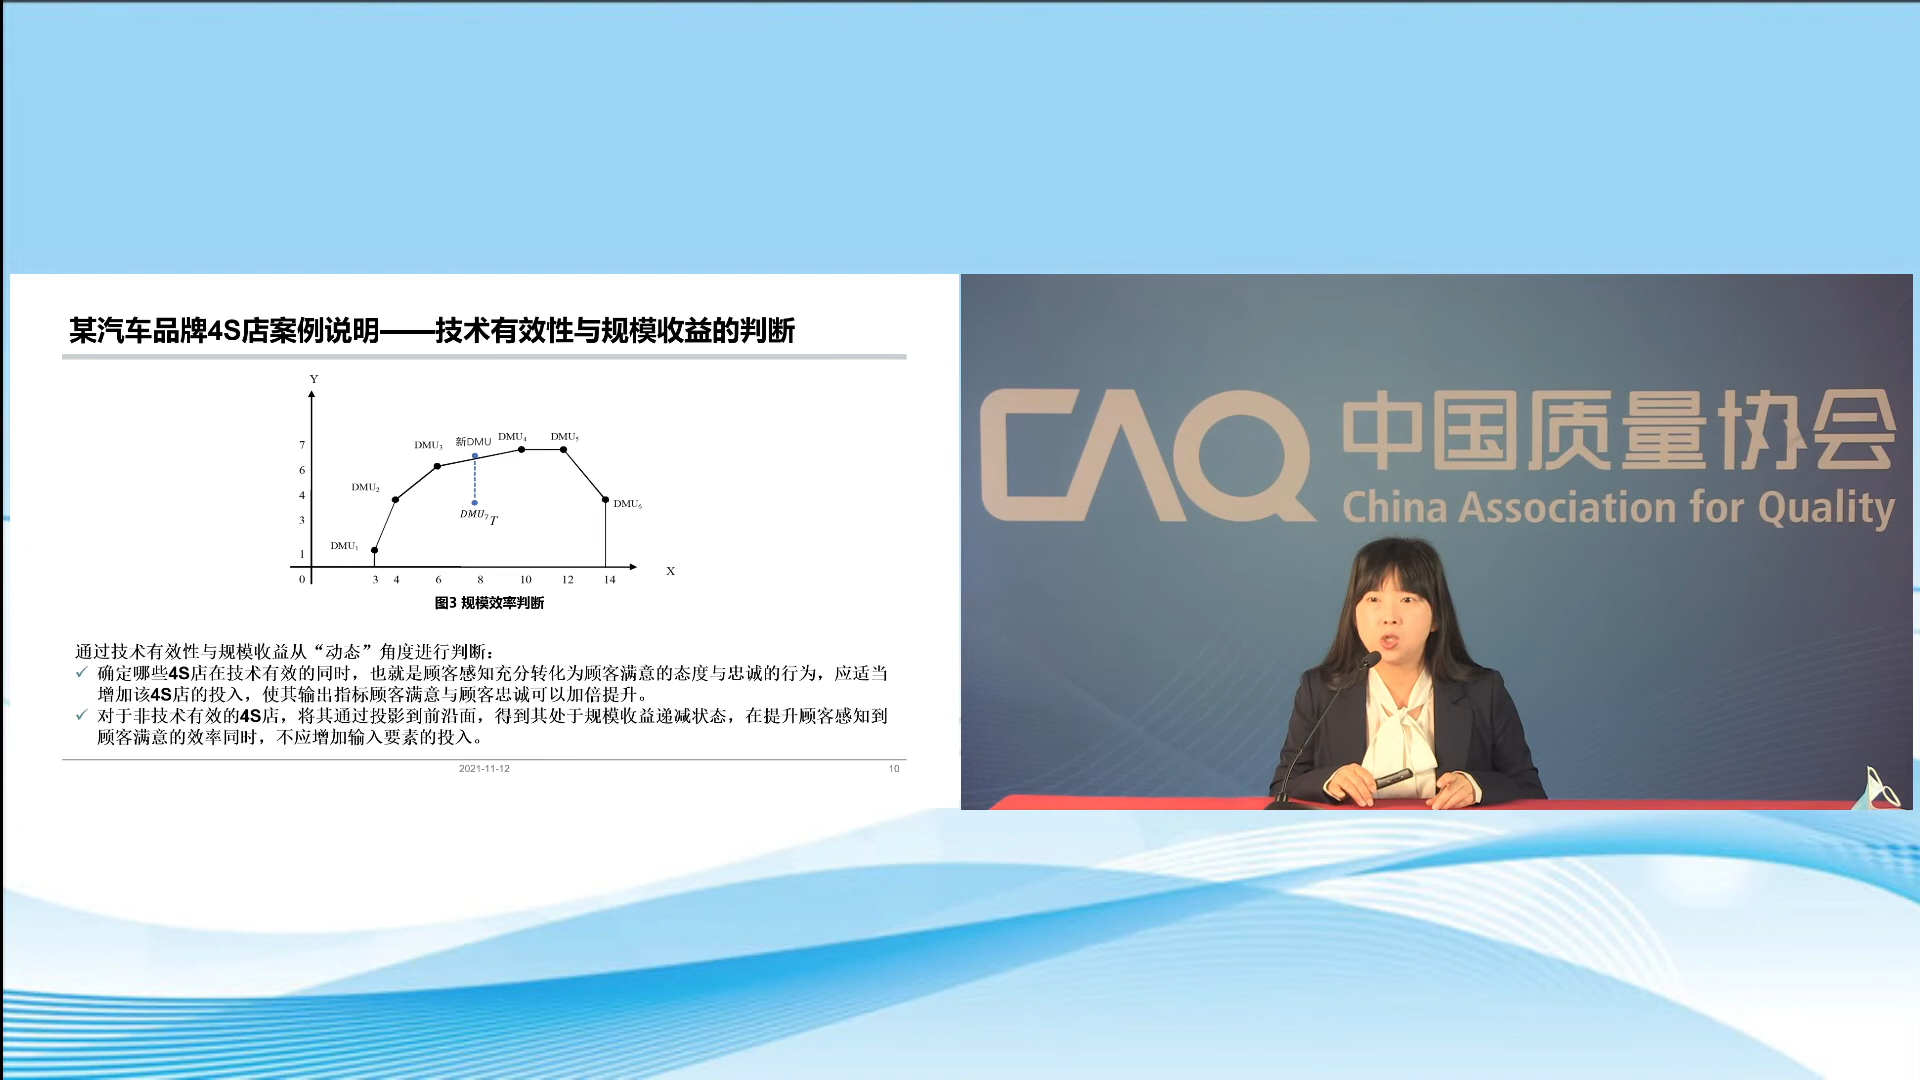 某汽车品牌4S店案例说明——技术有效性与规模收益的判断
Y
7
6
4
3
1
0
3 4 6 8 10 12 14
X
DMU1
DMU2
DMU3
新DMU
DMU4
DMU5
DMU6
DMU7T
图3 规模效率判断
通过技术有效性与规模收益从“动态”角度进行判断：
✓ 确定哪些4S店在技术有效的同时，也就是顾客感知充分转化为顾客满意的态度与忠诚的行为，应适当
增加该4S店的投入，使其输出指标顾客满意与顾客忠诚可以加倍提升。
✓ 对于非技术有效的4S店，将其通过投影到前沿面，得到其处于规模收益递减状态，在提升顾客感知到
顾客满意的效率同时，不应增加输入要素的投入。
2021-11-12
10
CAQ 中国质量协会
China Association for Quality